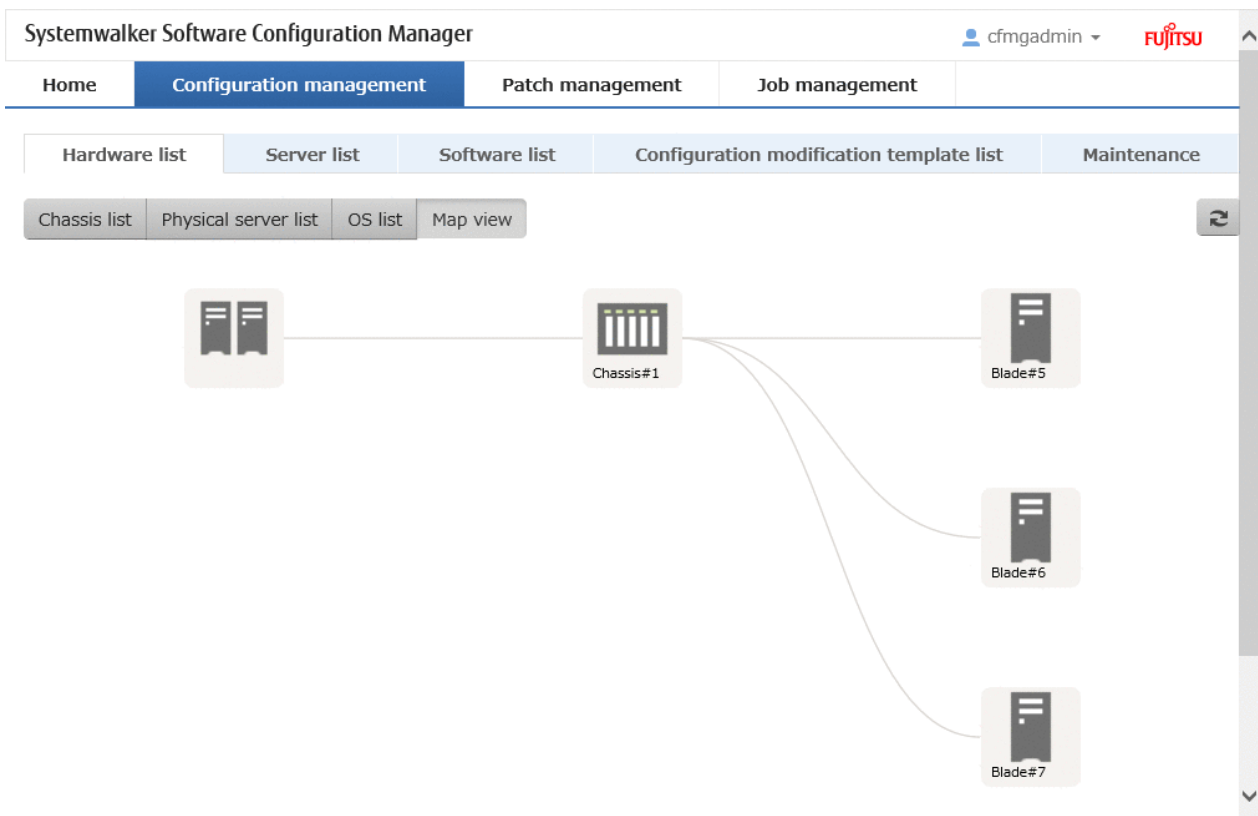 Systemwalker Software Configuration Manager
cfmgadmin
FUJITSU
Home Configuration management Patch management Job management
Hardware list Server list Software list Configuration modification template list Maintenance
Chassis list Physical server list OS list Map view
Chassis#1
Blade#5
Blade#6
Blade#7